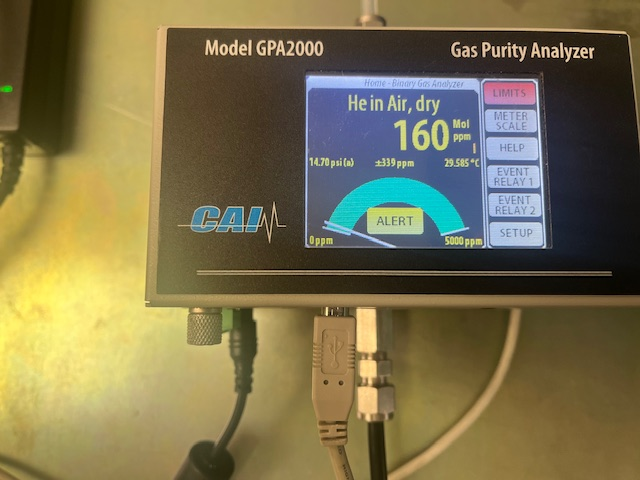 Model GPA2000
Gas Purity Analyzer
Home - Binary Gas Analyzer
He in Air, dry
160 Mol ppm
14.70 psi(a) ±339 ppm 29.585 °C
ALERT
0 ppm
5000 ppm
LIMITS
METER
SCALE
HELP
EVENT
RELAY 1
EVENT
RELAY 2
SETUP
CAI